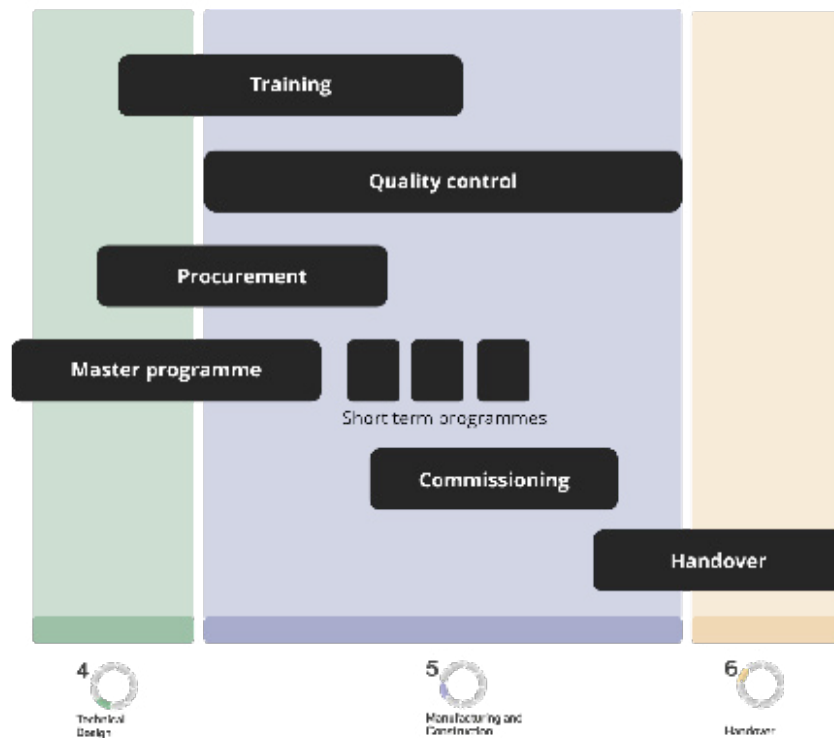 Training
Quality control
Procurement
Master programme
Short term programmes
Commissioning
Handover
4
Technical
Design
5
Manufacturing and
Construction
6
Handover